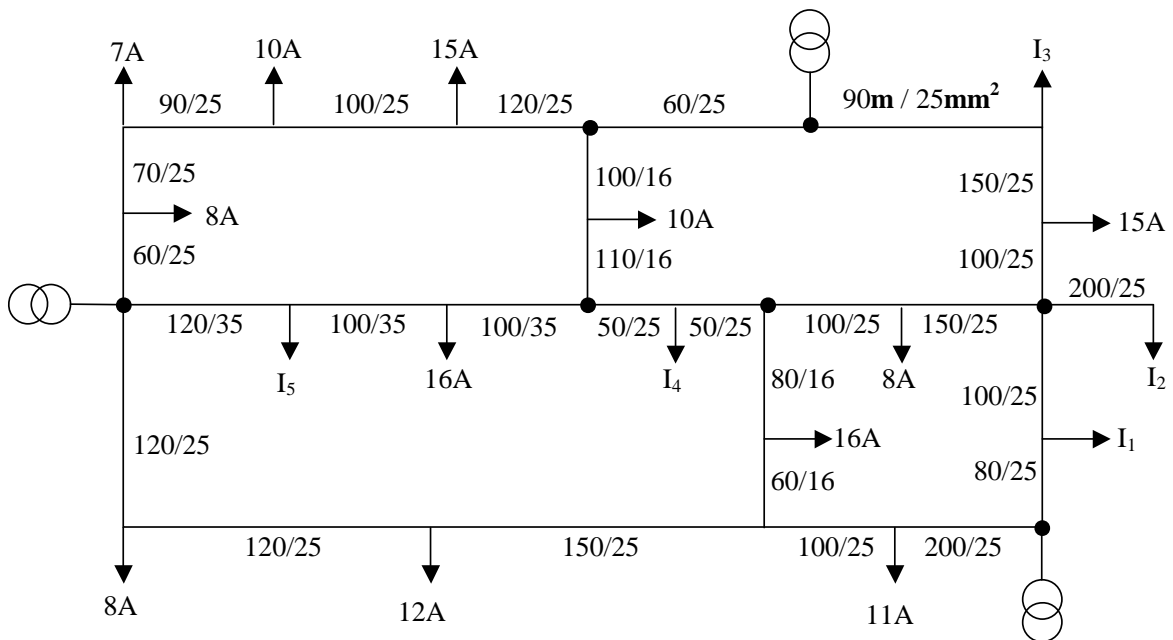 7A 10A 15A I₃
90/25 100/25 120/25 60/25 90m / 25mm²
70/25 100/16 150/25
8A 10A 15A
60/25 110/16 100/25
200/25
120/35 100/35 100/35 50/25 50/25 100/25 150/25
I₅ 16A I₄ 80/16 8A 100/25 I₂
120/25 16A I₁
60/16 80/25
120/25 150/25 100/25 200/25
8A 12A 11A